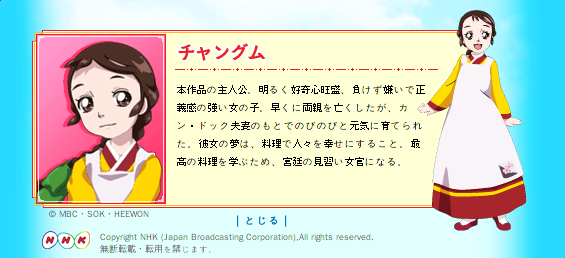 チャングム
本作品の主人公。明るく好奇心旺盛、負けず嫌いで正
義感の強い女の子。早くに両親を亡くしたが、カ
ン・ドック夫妻のもとでのびのびと元気に育てられ
た。彼女の夢は、料理で人々を幸せにすること。最
高の料理を学ぶため、宮廷の見習い女官になる。
© MBC・SOK・HEEWON
| とじる |
NHK
Copyright NHK (Japan Broadcasting Corporation),All rights reserved.
無断転載・転用を禁じます。